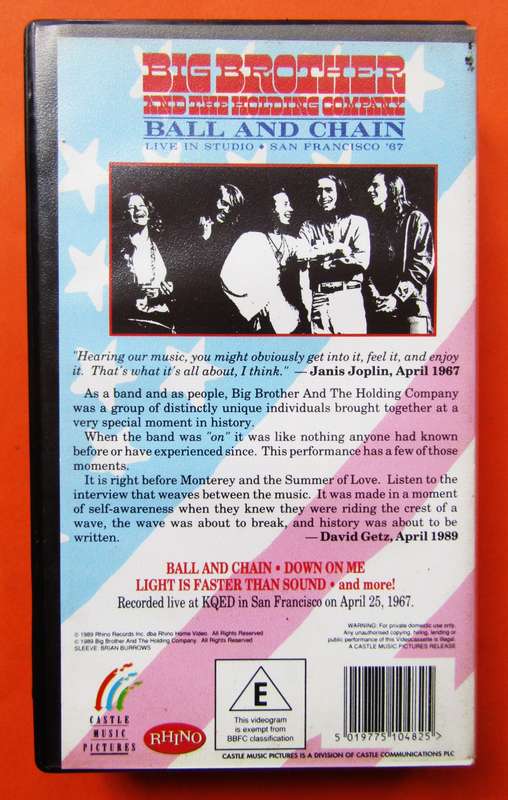 BIG BROTHER
AND THE HOLDING COMPANY
BALL AND CHAIN
LIVE IN STUDIO • SAN FRANCISCO '67
"Hearing our music, you might obviously get into it, feel it, and enjoy
it. That's what it's all about, I think." — Janis Joplin, April 1967
As a band and as people, Big Brother And The Holding Company
was a group of distinctly unique individuals brought together at a
very special moment in history.
When the band was "on" it was like nothing anyone had known
before or have experienced since. This performance has a few of those
moments.
It is right before Monterey and the Summer of Love. Listen to the
interview that weaves between the music. It was made in a moment
of self-awareness when they knew they were riding the crest of a
wave, the wave was about to break, and history was about to be
written. — David Getz, April 1989
BALL AND CHAIN • DOWN ON ME
LIGHT IS FASTER THAN SOUND • and more!
Recorded live at KQED in San Francisco on April 25, 1967.
© 1989 Rhino Records Inc. dba Rhino Home Video. All Rights Reserved
© 1989 Big Brother And The Holding Company. All Rights Reserved
SLEEVE: BRIAN BURROWS
WARNING: For private domestic use only.
Any unauthorised copying, hiring, lending or
public performance of this Videocassette is illegal.
A CASTLE MUSIC PICTURES RELEASE
CASTLE
MUSIC
PICTURES
RHINO
E
This videogram
is exempt from
BBFC classification
5 019775 104825 >
CASTLE MUSIC PICTURES IS A DIVISION OF CASTLE COMMUNICATIONS PLC